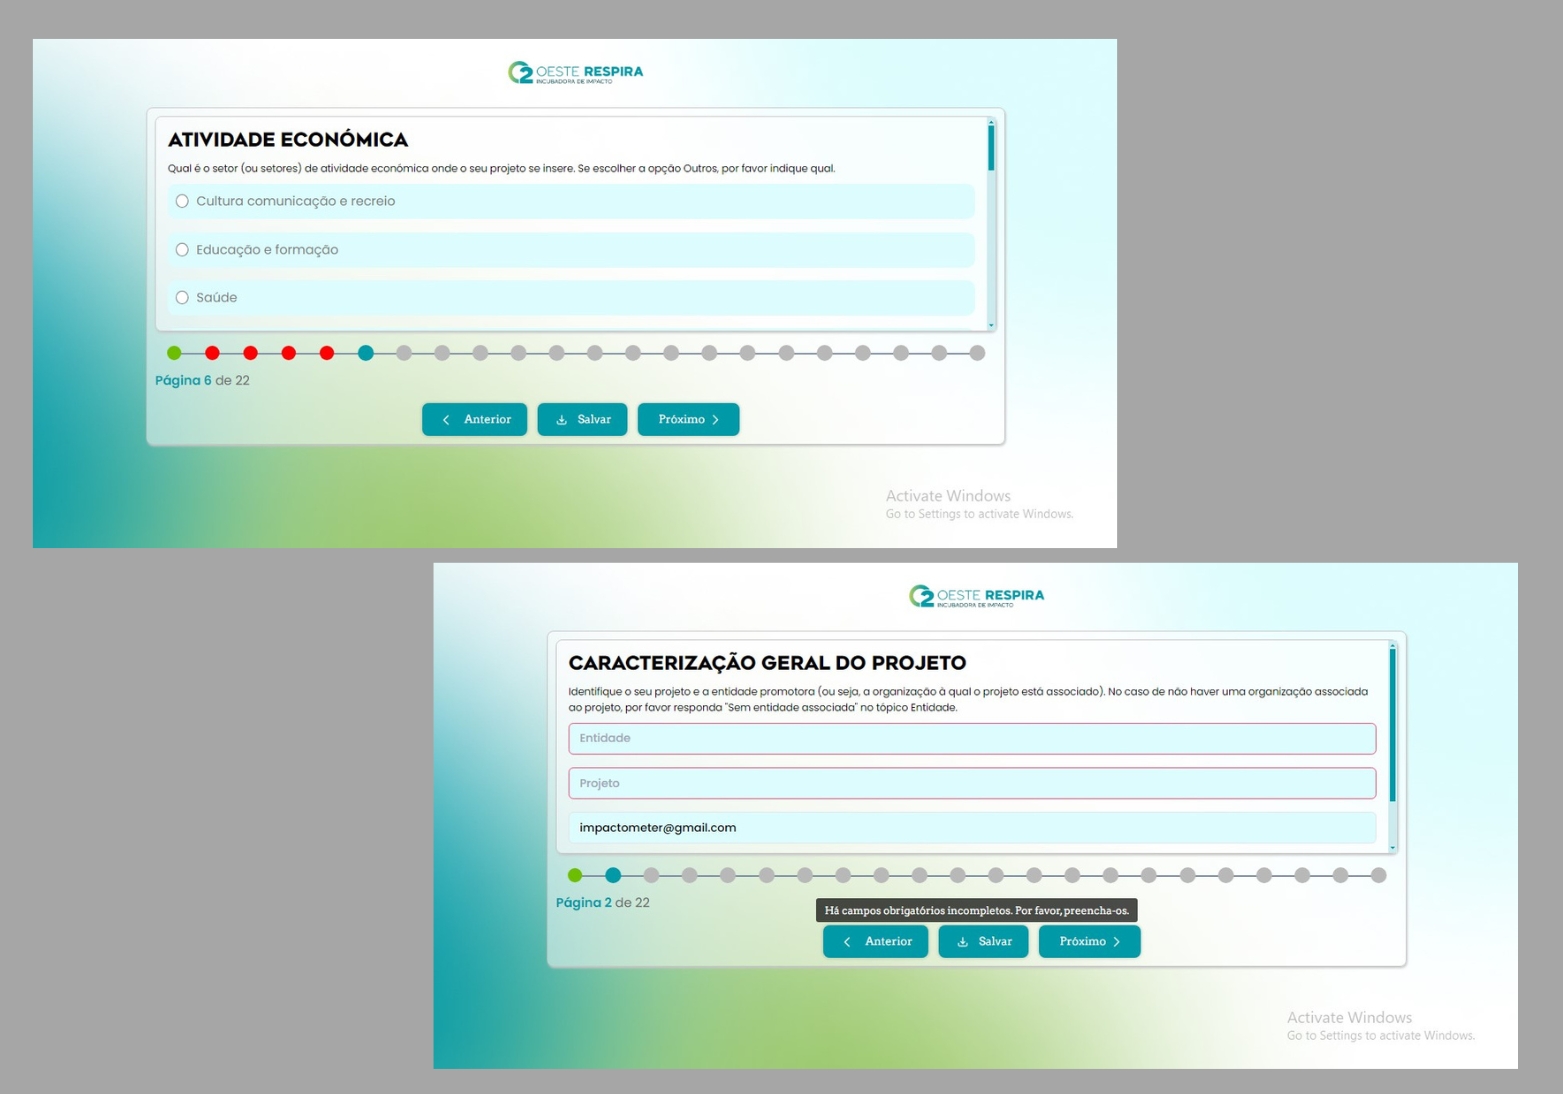 OESTE RESPIRA
INCUBADORA DE IMPACTO
ATIVIDADE ECONÓMICA
Qual é o setor (ou setores) de atividade económica onde o seu projeto se insere. Se escolher a opção Outros, por favor indique qual.
Cultura comunicação e recreio
Educação e formação
Saúde
Página 6 de 22
Anterior
Salvar
Próximo
Activate Windows
Go to Settings to activate Windows.
OESTE RESPIRA
INCUBADORA DE IMPACTO
CARACTERIZAÇÃO GERAL DO PROJETO
Identifique o seu projeto e a entidade promotora (ou seja, a organização à qual o projeto está associado). No caso de não haver uma organização associada
ao projeto, por favor responda "Sem entidade associada" no tópico Entidade.
Entidade
Projeto
impactometer@gmail.com
Página 2 de 22
Há campos obrigatórios incompletos. Por favor, preencha-os.
Anterior
Salvar
Próximo
Activate Windows
Go to Settings to activate Windows.